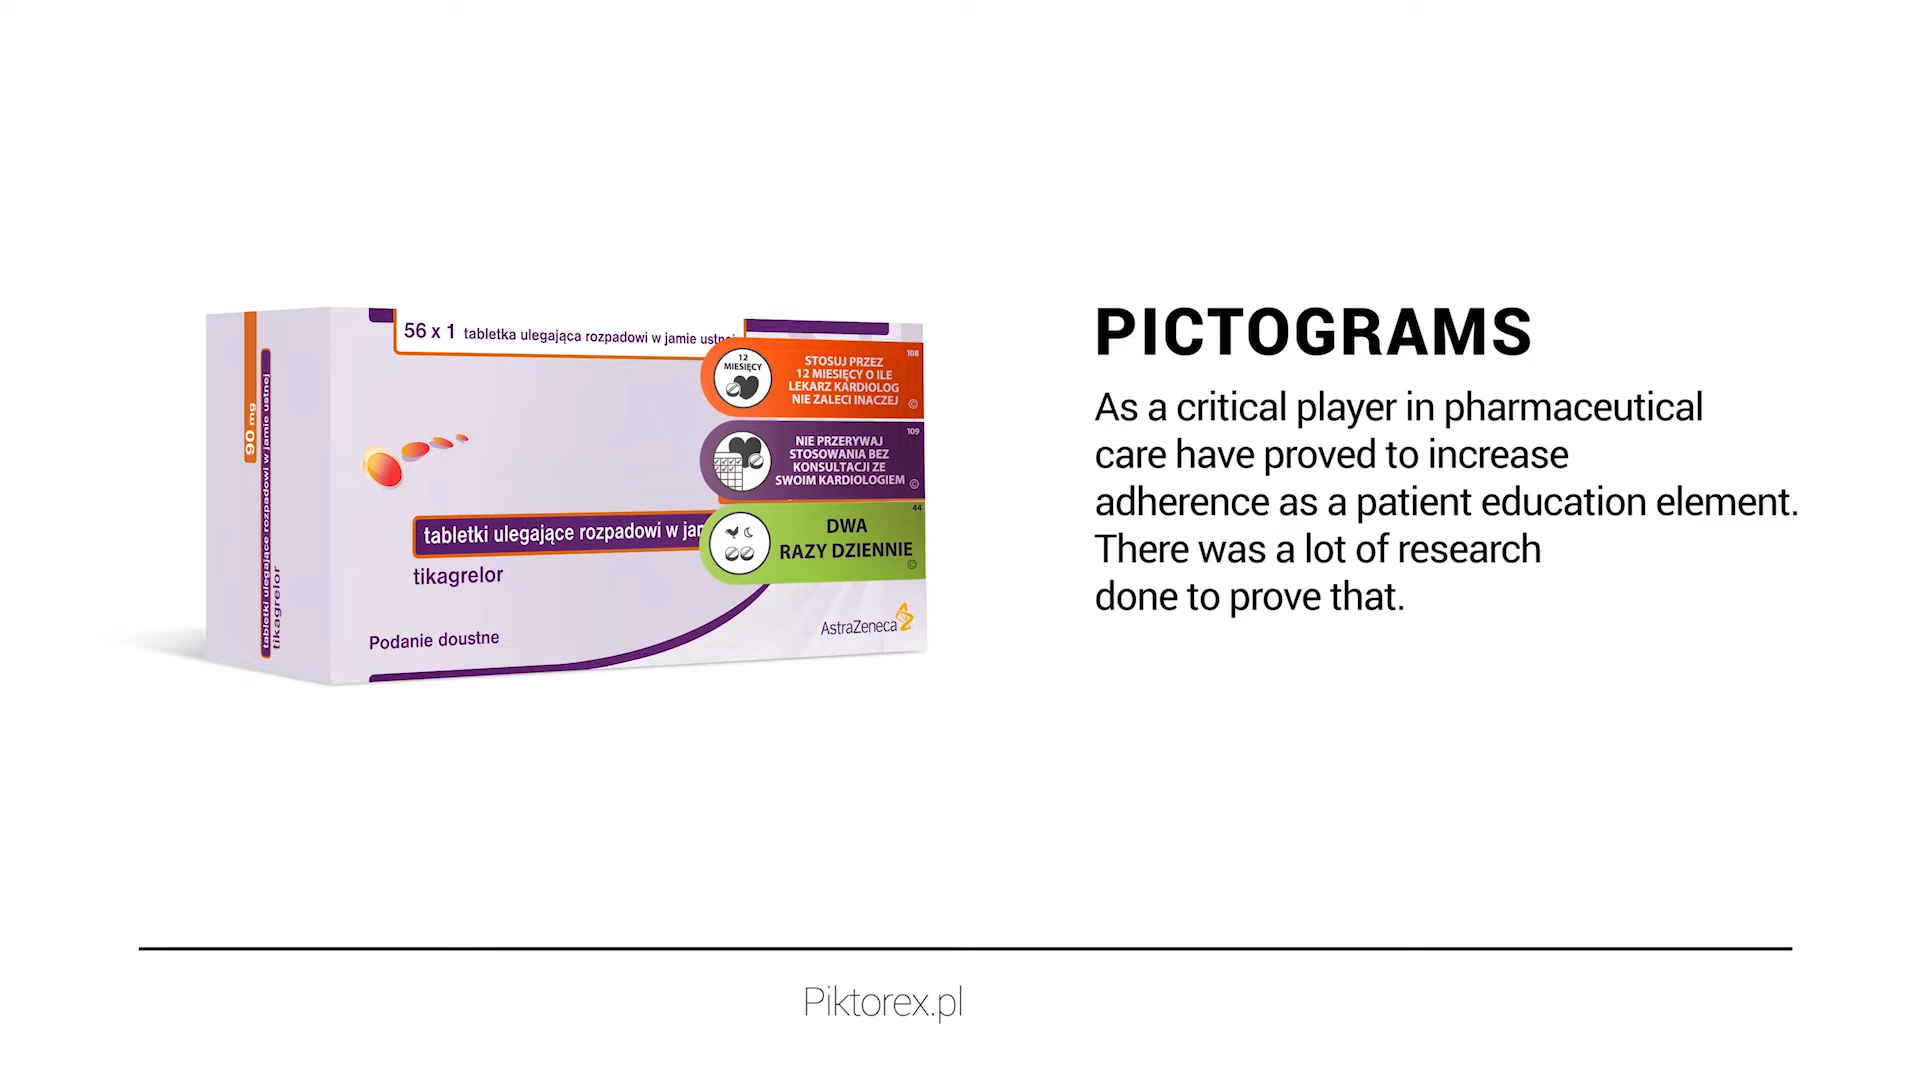 90 mg
tabletki ulegające rozpadowi w jamie ustnej
tikagrelor
56 x 1 tabletka ulegająca rozpadowi w jamie
tabletki ulegające rozpadowi w
tikagrelor
Podanie doustne
12
MIESIĘCY
STOSUJ PRZEZ
12 MIESIĘCY O ILE
LEKARZ KARDIOLOG
NIE ZALECI INACZEJ
108
©
NIE PRZERYWAJ
STOSOWANIA BEZ
KONSULTACJI ZE
SWOIM KARDIOLOGIEM
109
©
DWA
RAZY DZIENNIE
44
©
AstraZeneca
PICTOGRAMS
As a critical player in pharmaceutical
care have proved to increase
adherence as a patient education element.
There was a lot of research
done to prove that.
Piktorex.pl